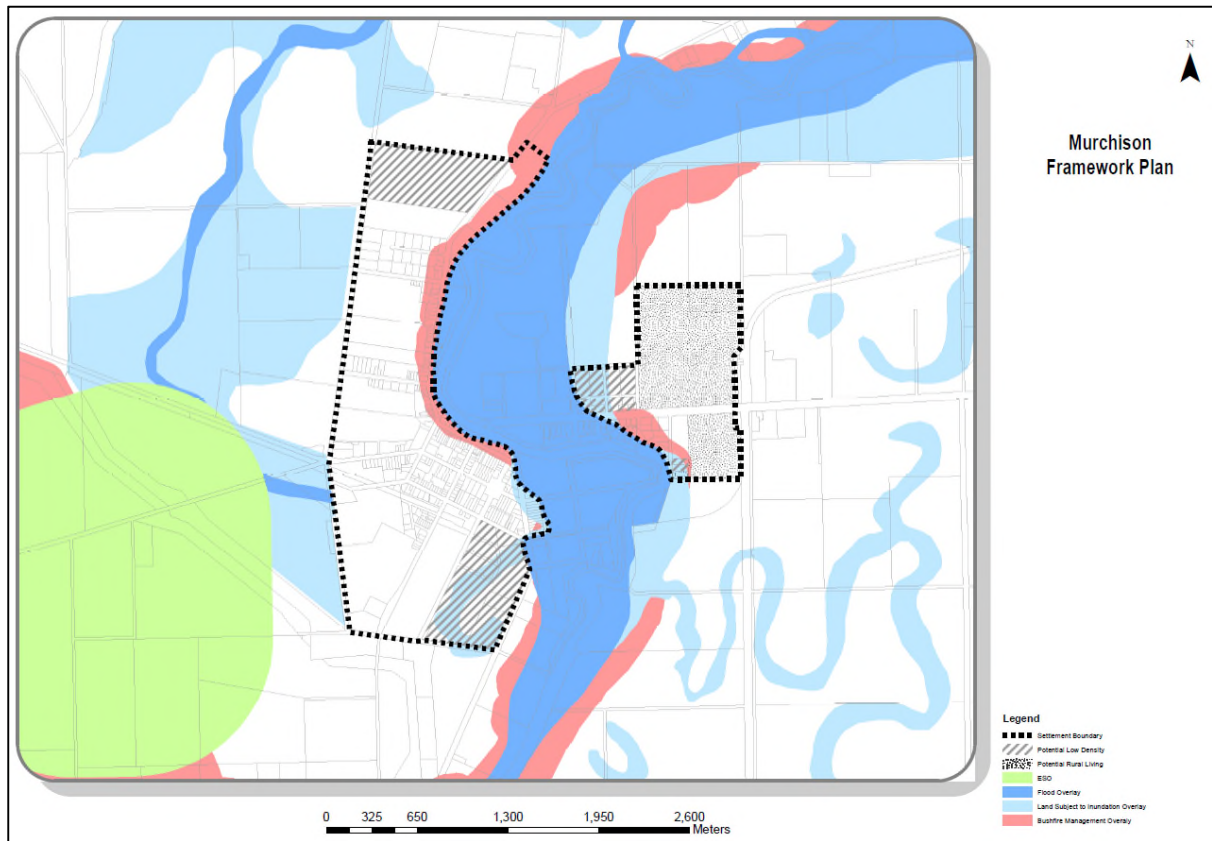 N
Murchison
Framework Plan
Legend
Settlement Boundary
Potential Low Density
Potential Rural Living
ESO
Flood Overlay
Land Subject to Inundation Overlay
Bushfire Management Overaly
0 325 650 1,300 1,950 2,600
Meters